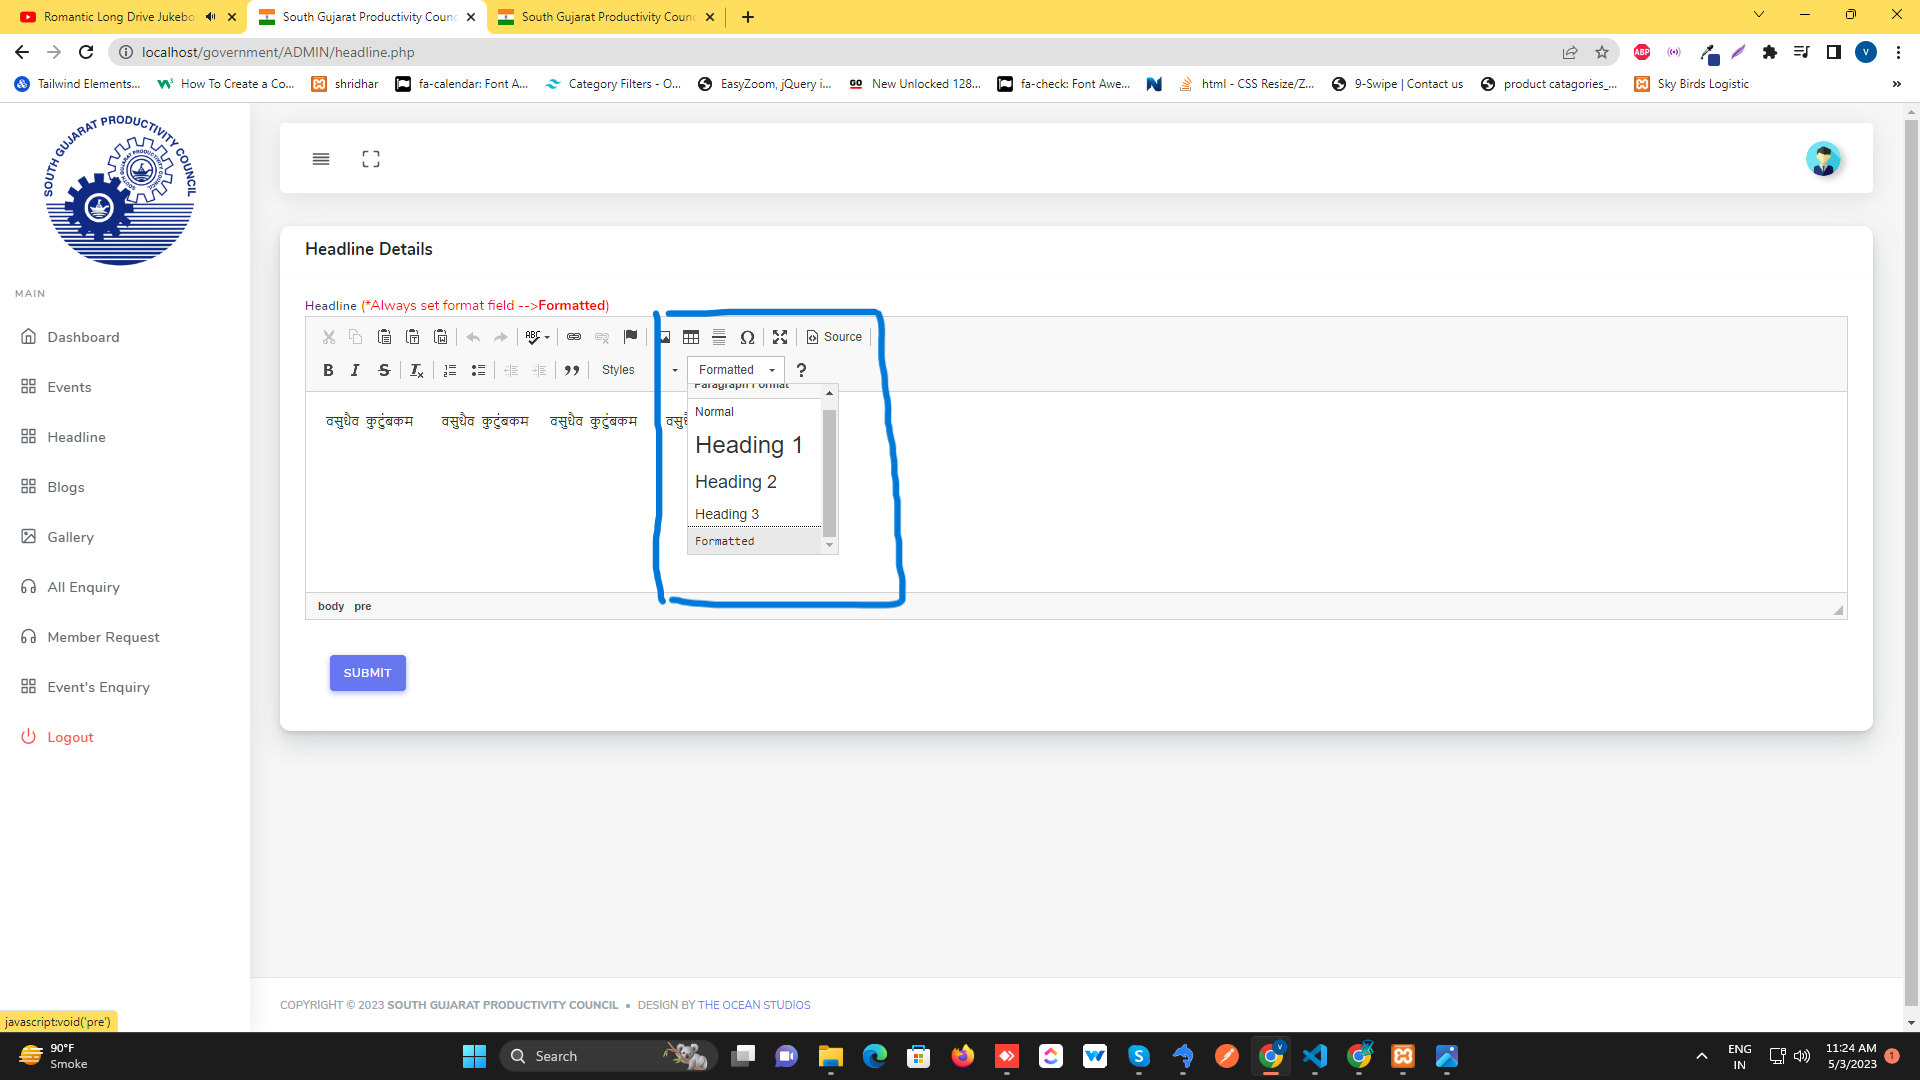 Romantic Long Drive Jukebo
South Gujarat Productivity Counc
South Gujarat Productivity Coun
localhost/government/ADMIN/headline.php
ABP
V
Tailwind Elements...
How To Create a Co...
shridhar
fa-calendar: Font A...
Category Filters - O...
EasyZoom, jQuery i...
New Unlocked 128...
fa-check: Font Awe...
html - CSS Resize/Z...
9-Swipe | Contact us
product catagories_...
Sky Birds Logistic
SOUTH GUJARAT PRODUCTIVITY COUNCIL
MAIN
Dashboard
Events
Headline
Blogs
Gallery
All Enquiry
Member Request
Event's Enquiry
Logout
Headline Details
Headline (*Always set format field -->Formatted)
ABC
Ω
Source
B I S Tx
Styles
Formatted
?
Paragraph Format
Normal
Heading 1
Heading 2
Heading 3
Formatted
वसुधैव कुटुंबकम वसुधैव कुटुंबकम वसुधैव कुटुंबकम
body pre
SUBMIT
COPYRIGHT © 2023 SOUTH GUJARAT PRODUCTIVITY COUNCIL • DESIGN BY THE OCEAN STUDIOS
javascript:void('pre')
90°F
Smoke
Search
ENG
IN
11:24 AM
5/3/2023
1